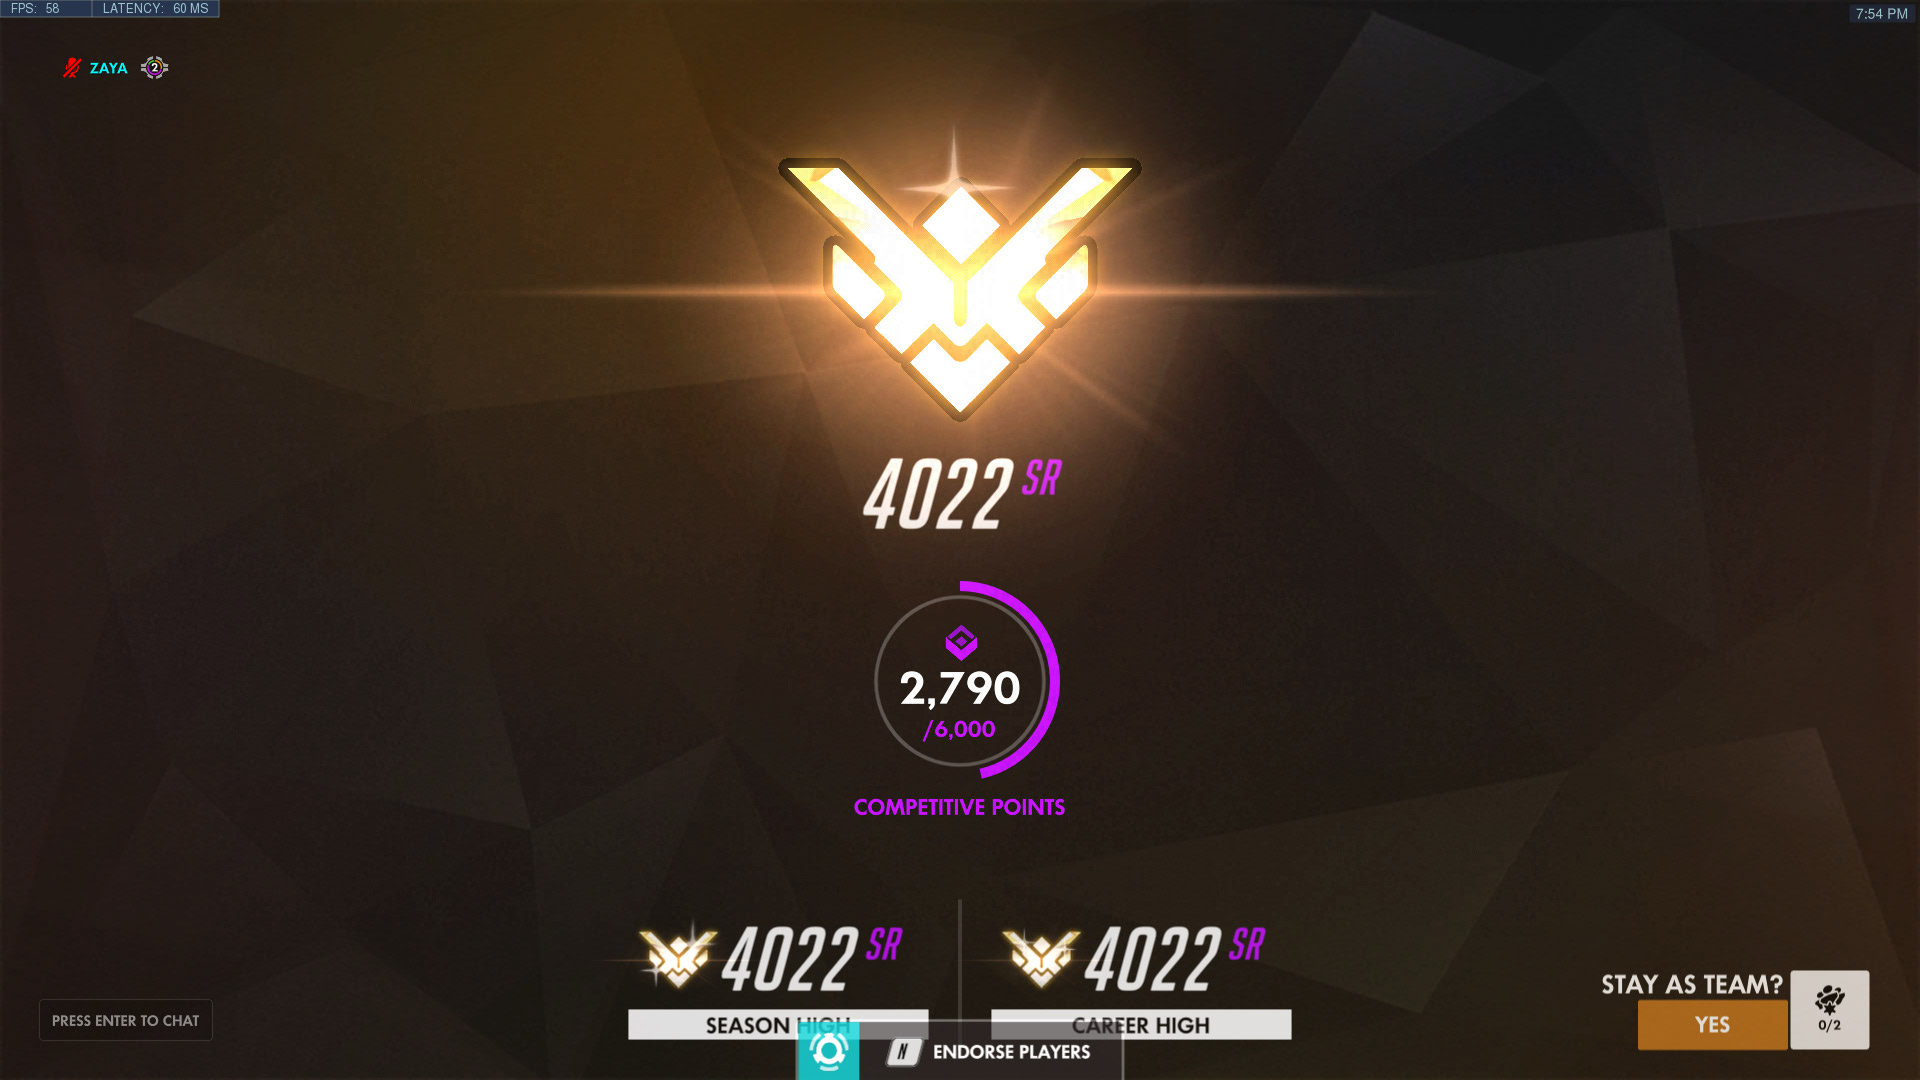 FPS: 58 LATENCY: 60 MS
7:54 PM
ZAYA 2
4022 SR
2,790
/6,000
COMPETITIVE POINTS
4022 SR
SEASON HIGH
4022 SR
CAREER HIGH
STAY AS TEAM?
YES
0/2
PRESS ENTER TO CHAT
N ENDORSE PLAYERS